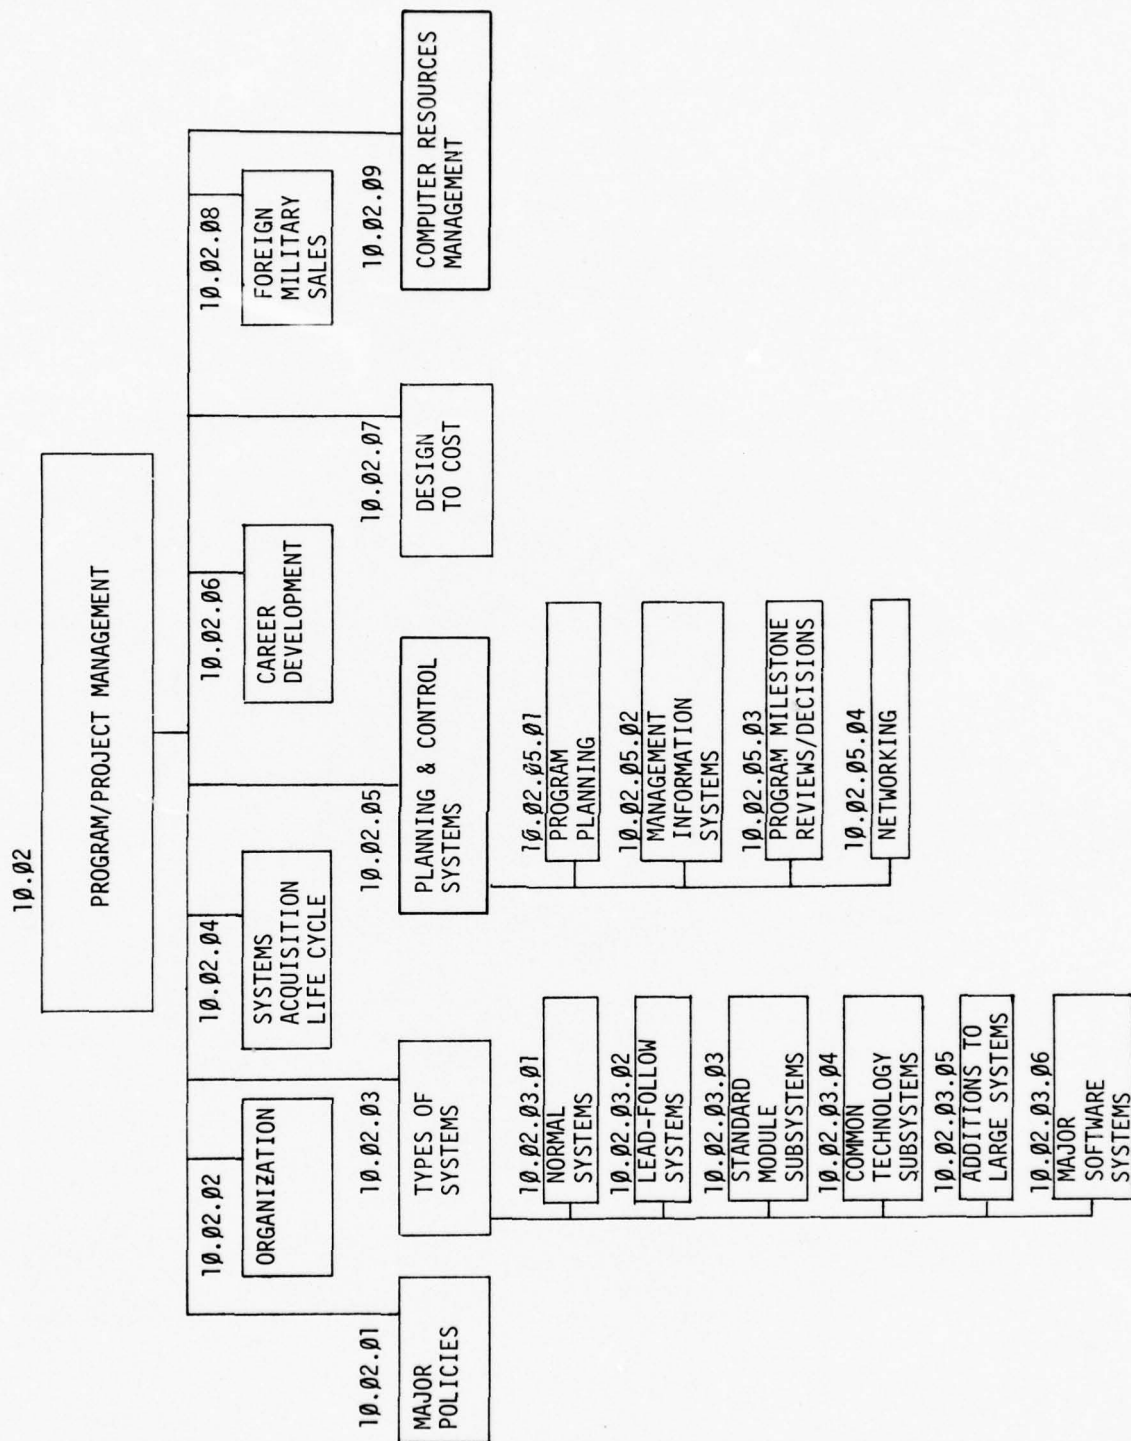 10.02
PROGRAM/PROJECT MANAGEMENT
10.02.01
MAJOR
POLICIES
10.02.02
ORGANIZATION
10.02.03
TYPES OF
SYSTEMS
10.02.03.01
NORMAL
SYSTEMS
10.02.03.02
LEAD-FOLLOW
SYSTEMS
10.02.03.03
STANDARD
MODULE
SUBSYSTEMS
10.02.03.04
COMMON
TECHNOLOGY
SUBSYSTEMS
10.02.03.05
ADDITIONS TO
LARGE SYSTEMS
10.02.03.06
MAJOR
SOFTWARE
SYSTEMS
10.02.04
SYSTEMS
ACQUISITION
LIFE CYCLE
10.02.05
PLANNING & CONTROL
SYSTEMS
10.02.05.01
PROGRAM
PLANNING
10.02.05.02
MANAGEMENT
INFORMATION
SYSTEMS
10.02.05.03
PROGRAM MILESTONE
REVIEWS/DECISIONS
10.02.05.04
NETWORKING
10.02.06
CAREER
DEVELOPMENT
10.02.07
DESIGN
TO COST
10.02.08
FOREIGN
MILITARY
SALES
10.02.09
COMPUTER RESOURCES
MANAGEMENT